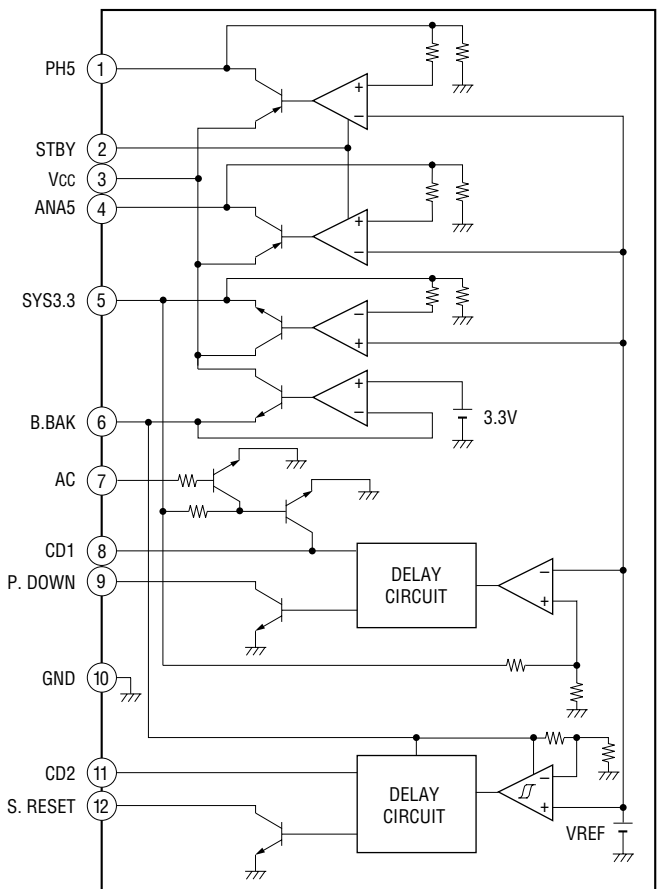 PH5 1
STBY 2
Vcc 3
ANA5 4
SYS3.3 5
B.BAK 6
AC 7
CD1 8
P. DOWN 9
GND 10
CD2 11
S. RESET 12
+
−
+
−
−
+
+
−
3.3V
DELAY
CIRCUIT
−
+
DELAY
CIRCUIT
−
+
VREF